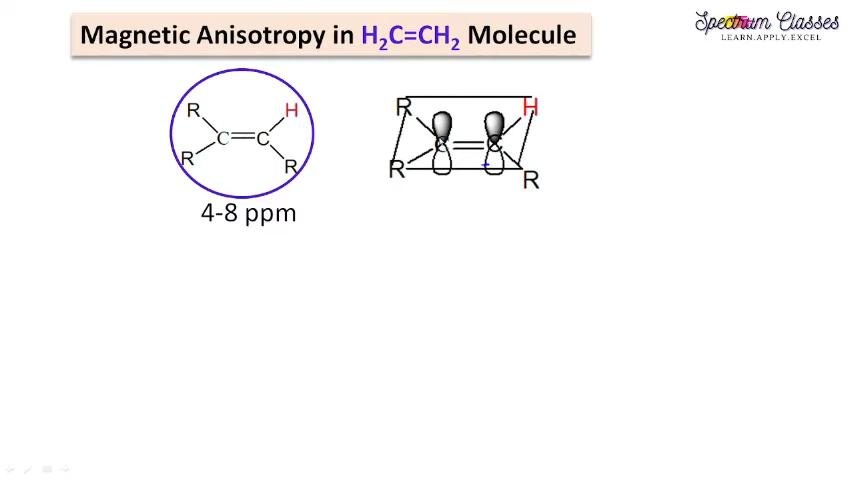 Magnetic Anisotropy in H₂C=CH₂ Molecule
Spectrum Classes
LEARN.APPLY.EXCEL
R H
C C
R R
R H
C C
R R
4-8 ppm